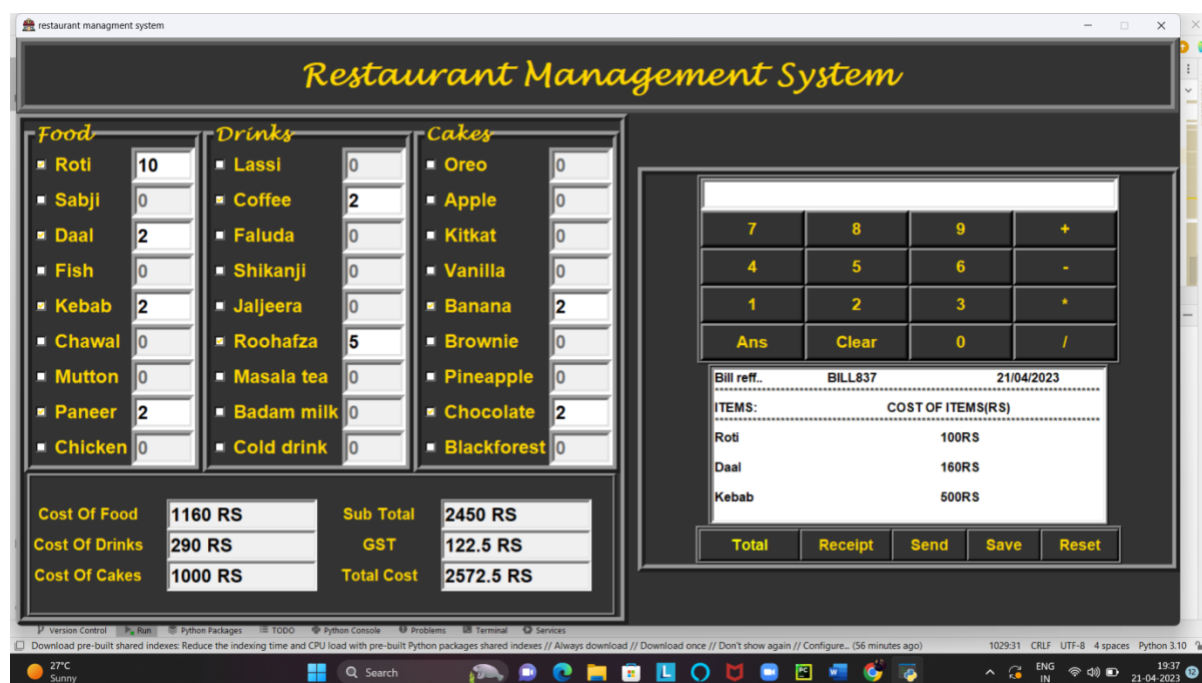 restaurant managment system
Restaurant Management System
Food
Roti 10
Sabji 0
Daal 2
Fish 0
Kebab 2
Chawal 0
Mutton 0
Paneer 2
Chicken 0
Drinks
Lassi 0
Coffee 2
Faluda 0
Shikanji 0
Jaljeera 0
Roohafza 5
Masala tea 0
Badam milk 0
Cold drink 0
Cakes
Oreo 0
Apple 0
Kitkat 0
Vanilla 0
Banana 2
Brownie 0
Pineapple 0
Chocolate 2
Blackforest 0
Cost Of Food 1160 RS Sub Total 2450 RS
Cost Of Drinks 290 RS GST 122.5 RS
Cost Of Cakes 1000 RS Total Cost 2572.5 RS
7 8 9 +
4 5 6 -
1 2 3 *
Ans Clear 0 /
Bill reff.. BILL837 21/04/2023
ITEMS: COST OF ITEMS(RS)
Roti 100RS
Daal 160RS
Kebab 500RS
Total Receipt Send Save Reset
Version Control Run Python Packages TODO Python Console Problems Terminal Services
Download pre-built shared indexes: Reduce the indexing time and CPU load with pre-built Python packages shared indexes // Always download // Download once // Don't show again // Configure... (56 minutes ago) 1029:31 CRLF UTF-8 4 spaces Python 3.10
27°C
Sunny
Search
ENG
IN
19:37
21-04-2023